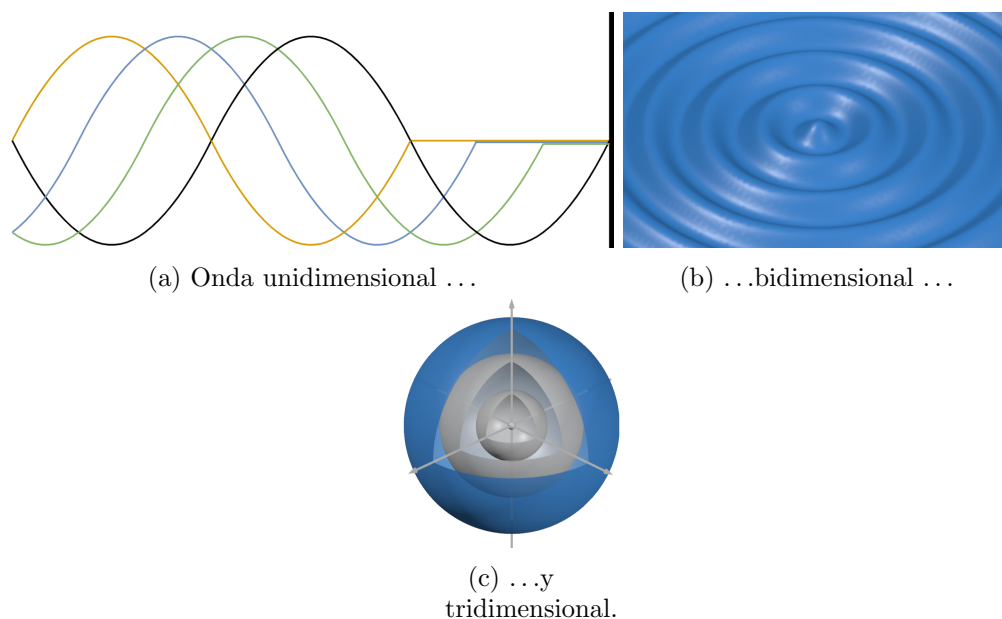 (a) Onda unidimensional ...
(b) ...bidimensional ...
(c) ...y
tridimensional.